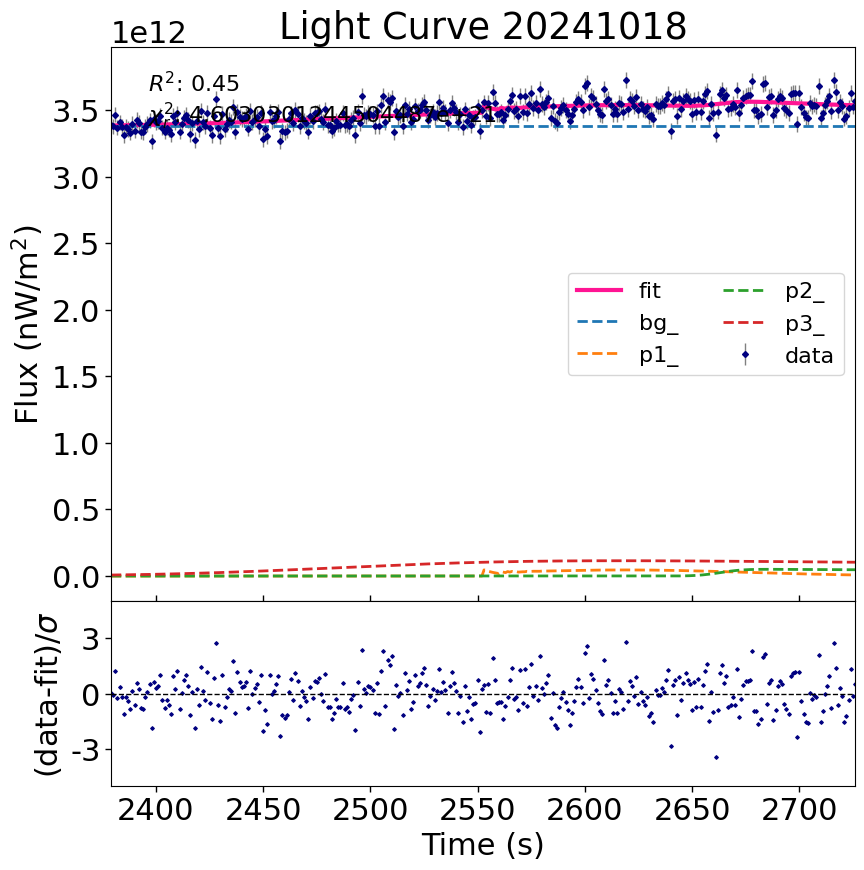 Light Curve 20241018
1e12
R²: 0.45
χ²:
3.5
3.0
2.5
2.0
1.5
1.0
0.5
0.0
Flux (nW/m²)
fit
bg_
p1_
p2_
p3_
data
3
0
-3
(data-fit)/σ
2400 2450 2500 2550 2600 2650 2700
Time (s)